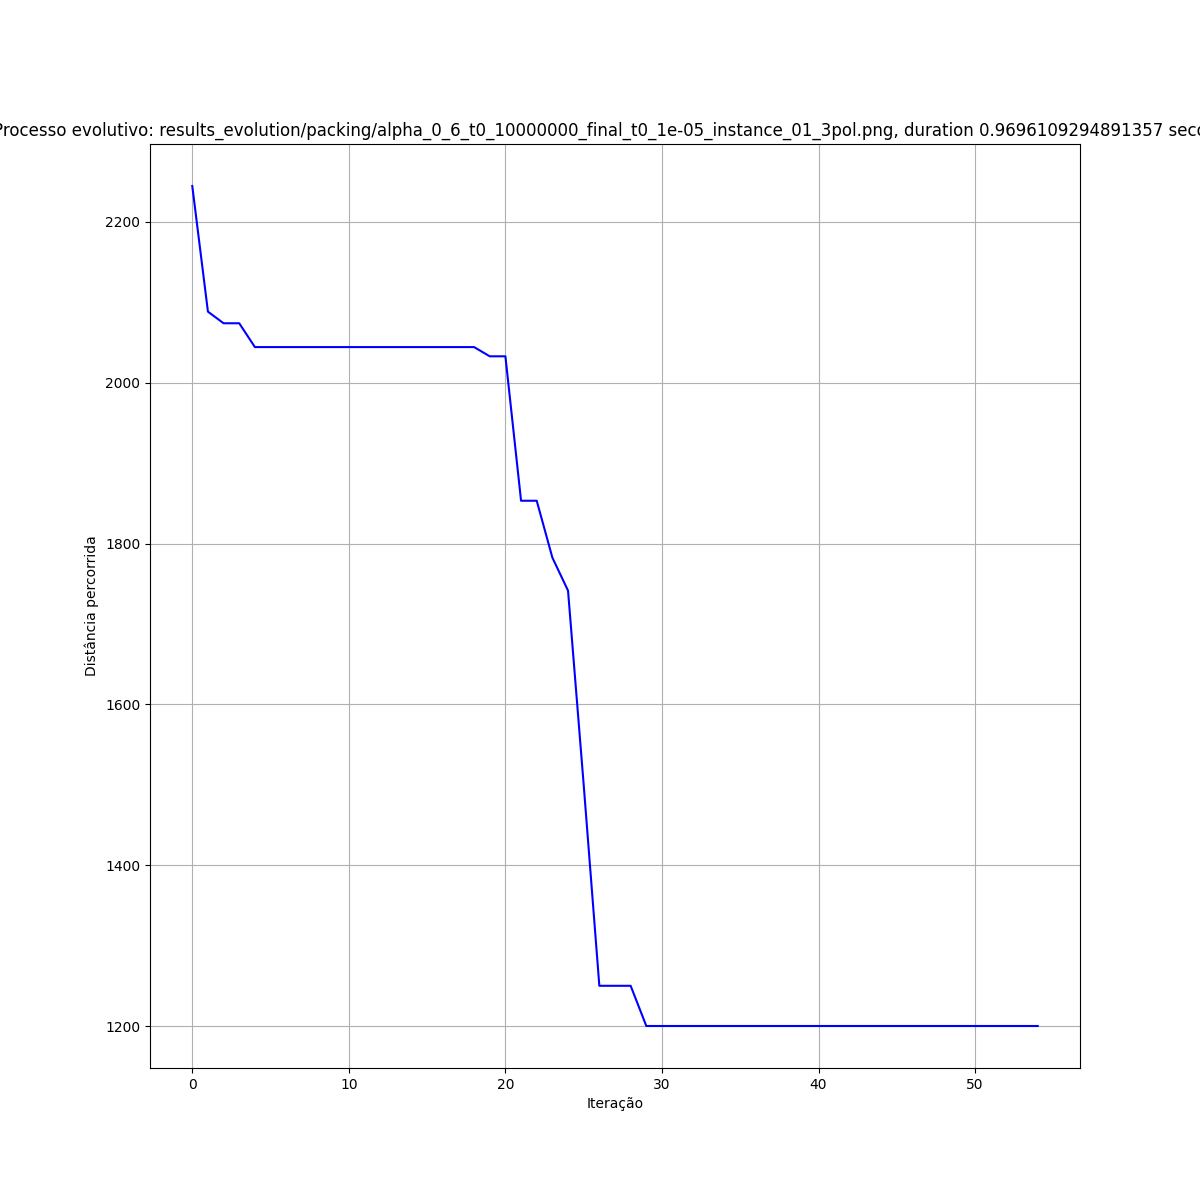 Processo evolutivo: results_evolution/packing/alpha_0_6_t0_10000000_final_t0_1e-05_instance_01_3pol.png, duration 0.9696109294891357 seco
2200
2000
1800
1600
1400
1200
Distância percorrida
0 10 20 30 40 50
Iteração